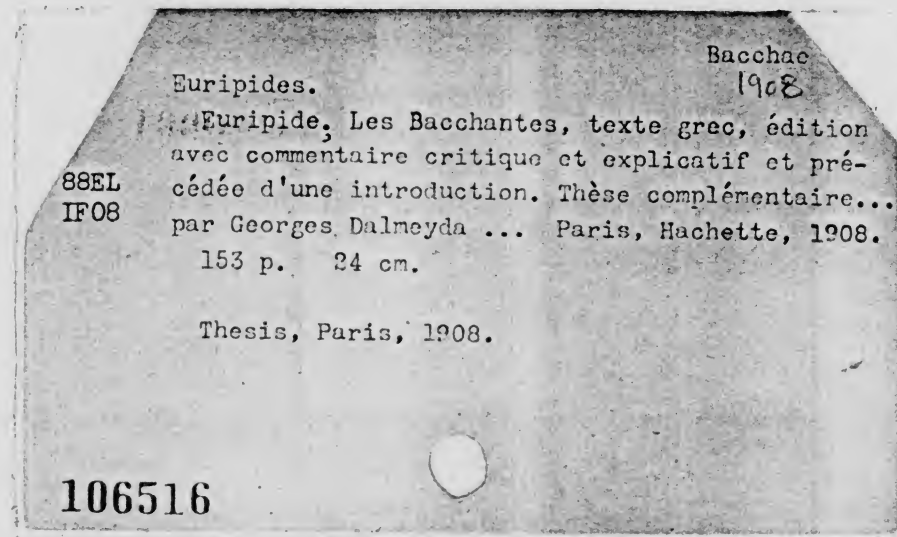 Bacchae
1908
Euripides.
Euripide, Les Bacchantes, texte grec, édition
avec commentaire critique et explicatif et pré-
cédée d'une introduction. Thèse complémentaire...
88EL
IF08
par Georges Dalmeyda ... Paris, Hachette, 1908.
153 p. 24 cm.
Thesis, Paris, 1908.
106516